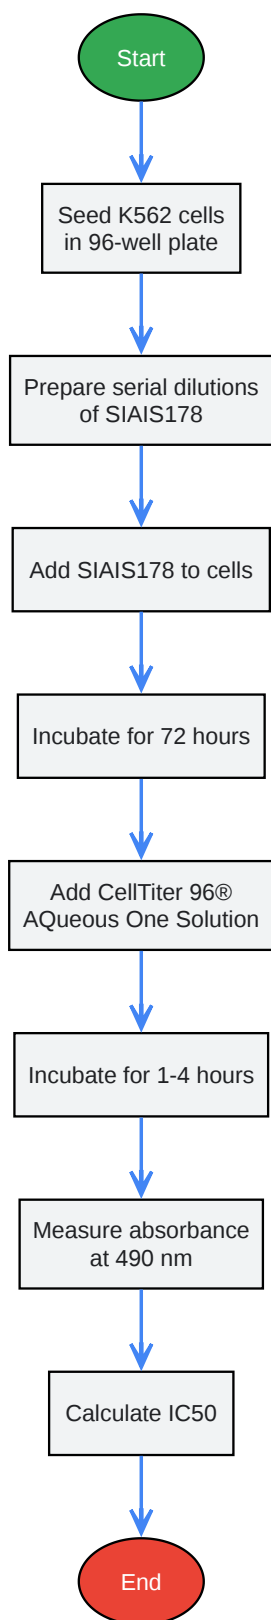 Start
Seed K562 cells
in 96-well plate
Prepare serial dilutions
of SIAIS178
Add SIAIS178 to cells
Incubate for 72 hours
Add CellTiter 96®
AQueous One Solution
Incubate for 1-4 hours
Measure absorbance
at 490 nm
Calculate IC50
End